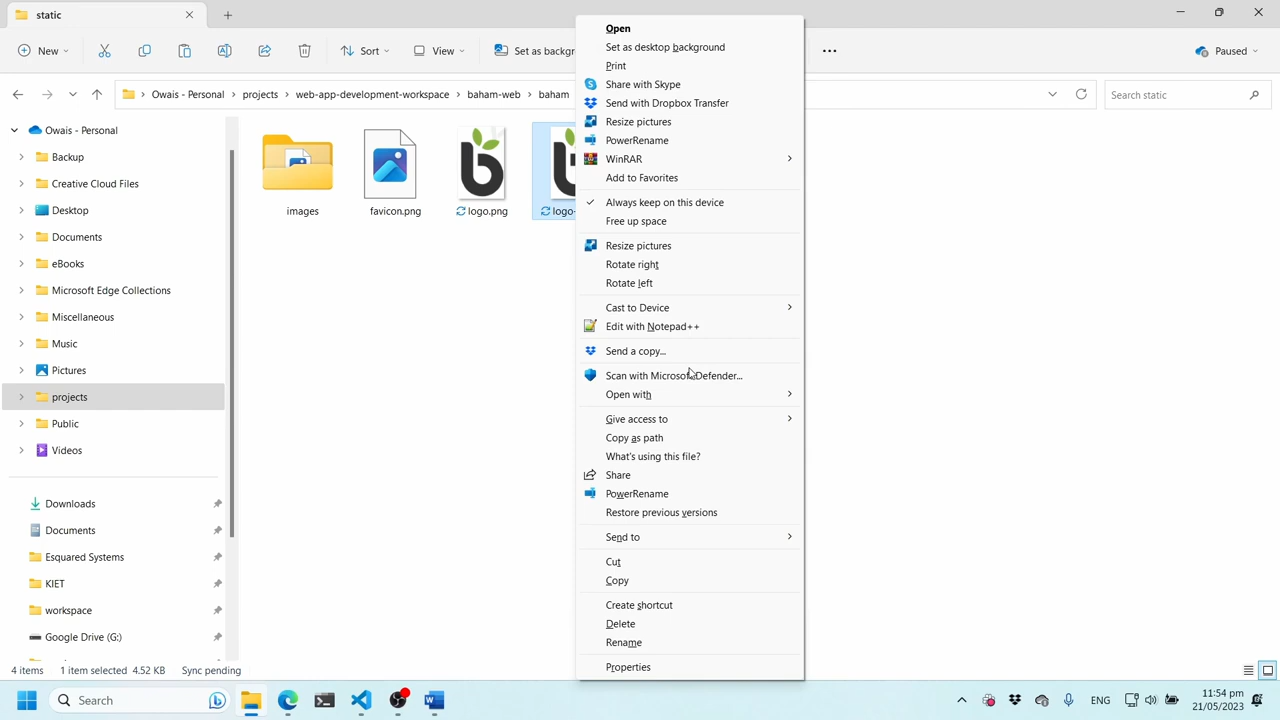 static
New
Sort
View
Set as backgr
Paused
Owais - Personal
projects
web-app-development-workspace
baham-web
baham
Search static
Owais - Personal
Backup
Creative Cloud Files
Desktop
Documents
eBooks
Microsoft Edge Collections
Miscellaneous
Music
Pictures
projects
Public
Videos
Downloads
Documents
Esquared Systems
KIET
workspace
Google Drive (G:)
images
favicon.png
logo.png
logo-
Open
Set as desktop background
Print
Share with Skype
Send with Dropbox Transfer
Resize pictures
PowerRename
WinRAR
Add to Favorites
Always keep on this device
Free up space
Resize pictures
Rotate right
Rotate left
Cast to Device
Edit with Notepad++
Send a copy...
Scan with Microsoft Defender...
Open with
Give access to
Copy as path
What's using this file?
Share
PowerRename
Restore previous versions
Send to
Cut
Copy
Create shortcut
Delete
Rename
Properties
4 items 1 item selected 4.52 KB Sync pending
Search
ENG
11:54 pm
21/05/2023